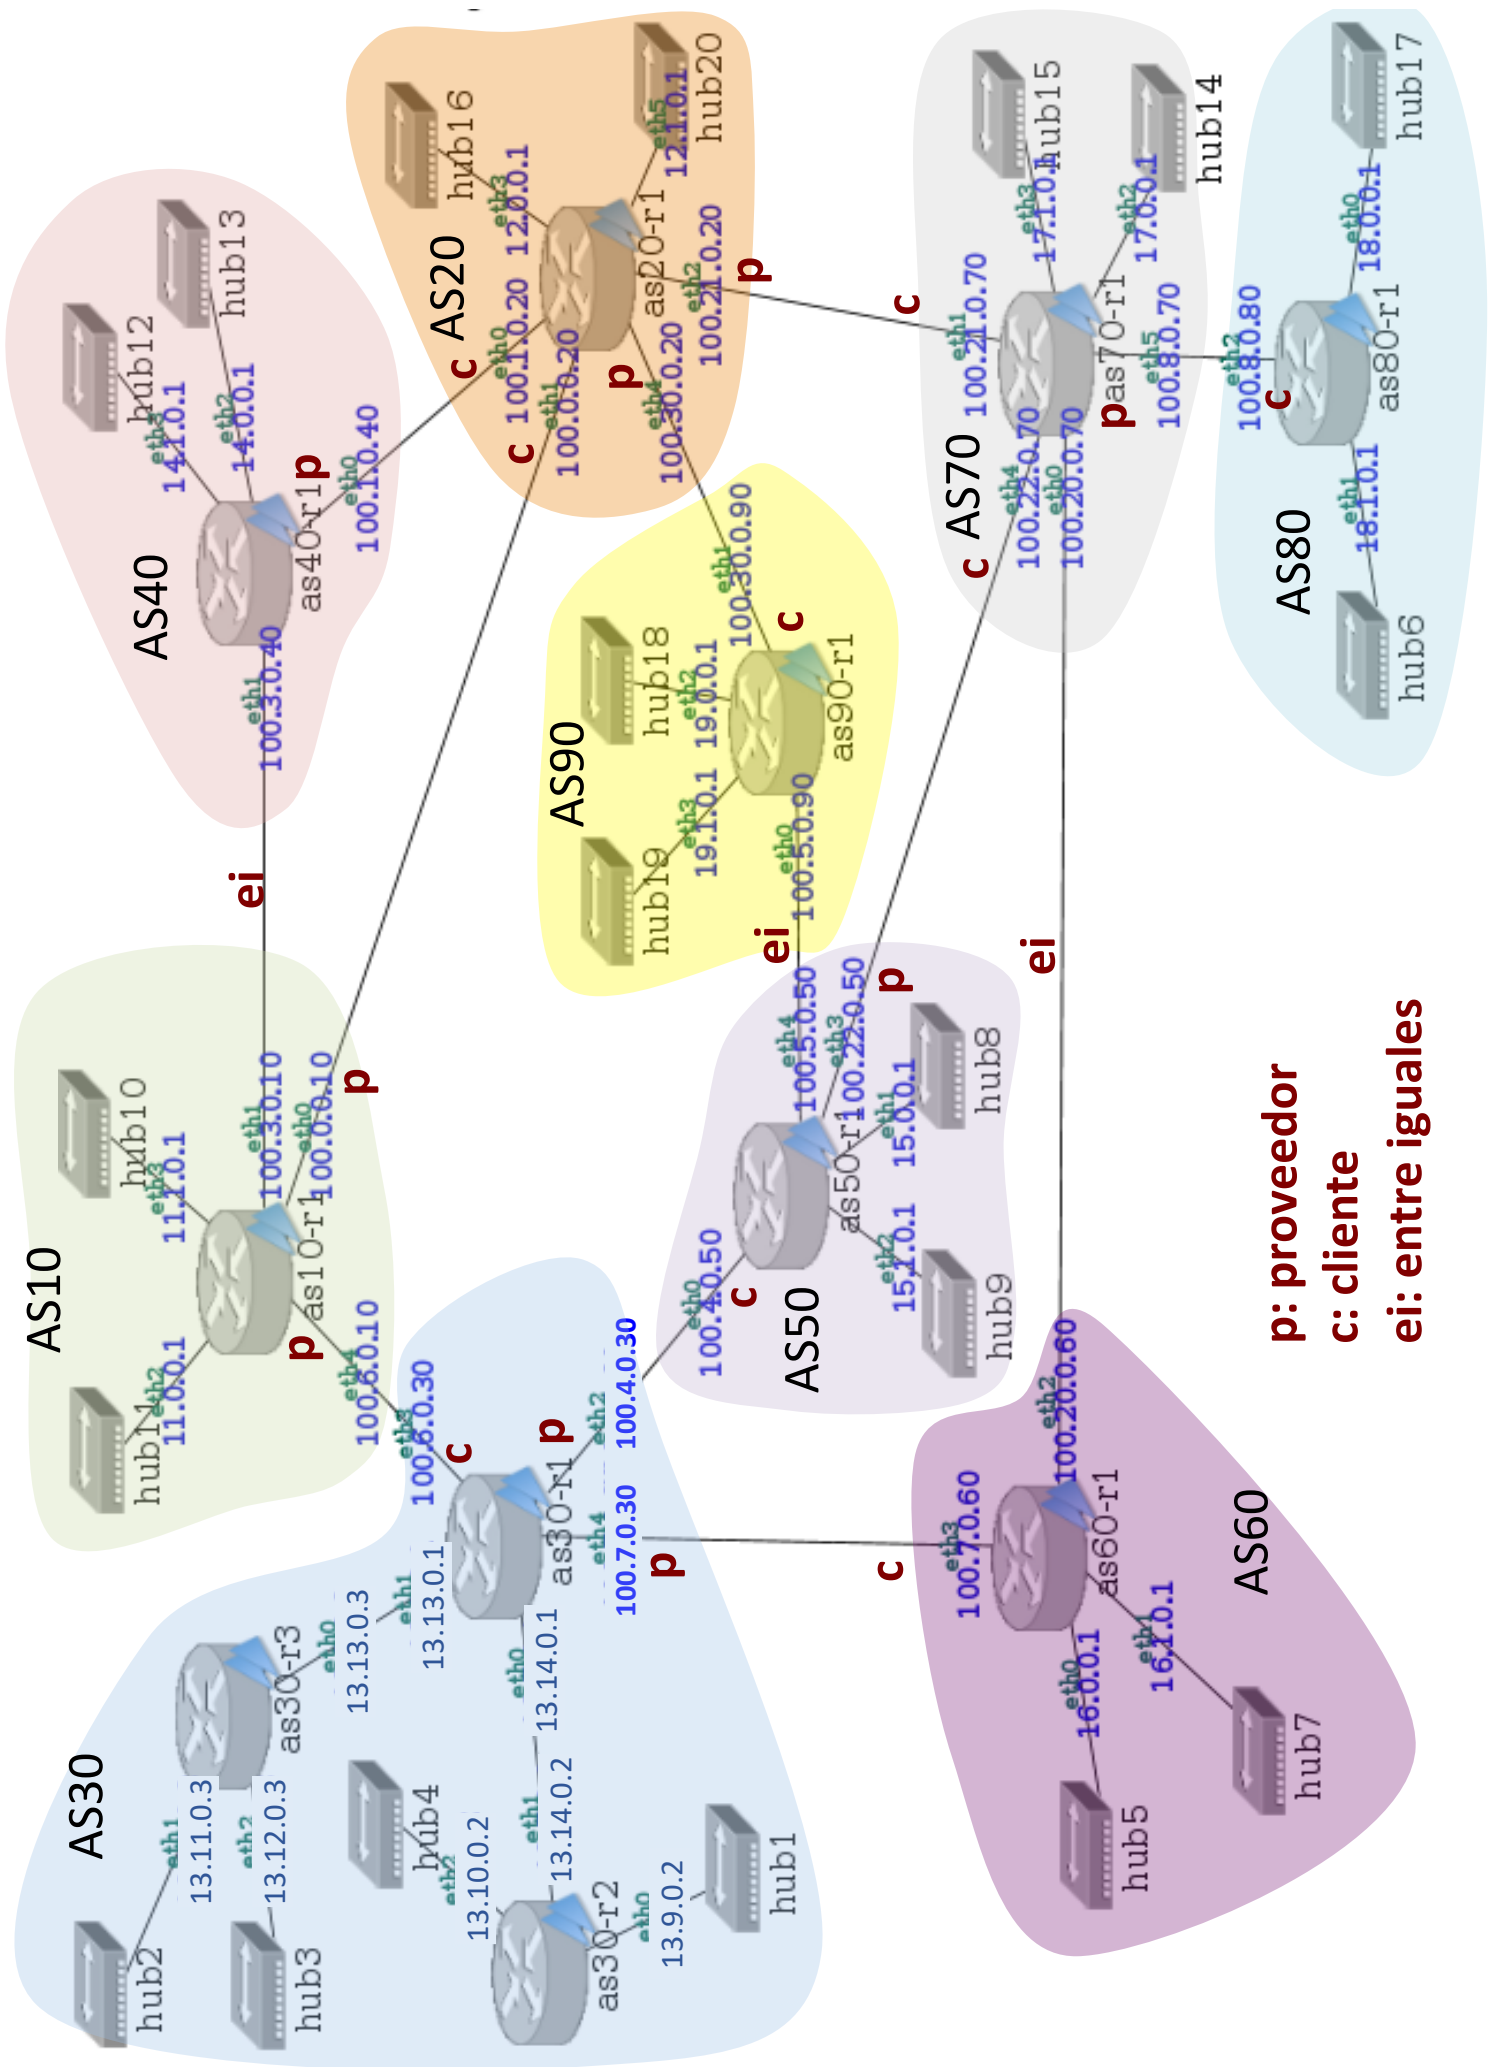 AS30
hub2
eth1
13.11.0.3
hub3
eth2
13.12.0.3
as30-r3
eth0
13.13.0.3
eth1
13.13.0.1
hub4
eth2
13.10.0.2
as30-r2
eth0
13.9.0.2
hub1
eth1
13.14.0.2
eth0
13.14.0.1
as30-r1
eth3
100.6.0.30
c
eth2
100.4.0.30
p
eth4
100.7.0.30
p
AS10
hub11
eth2
11.0.0.1
hub10
eth3
11.1.0.1
as10-r1
eth1
100.3.0.10
eth0
100.0.0.10
p
eth4
100.6.0.10
p
ei
AS40
hub12
eth3
14.1.0.1
hub13
eth2
14.0.0.1
as40-r1
eth1
100.3.0.40
eth0
100.1.0.40
p
AS20
hub16
eth3
12.0.0.1
hub20
eth5
12.1.0.1
as20-r1
eth0
100.1.0.20
c
eth1
100.0.0.20
c
eth4
100.30.0.20
p
eth2
100.21.0.20
p
AS90
hub19
eth3
19.1.0.1
hub18
eth2
19.0.0.1
as90-r1
eth1
100.30.0.90
c
eth0
100.5.0.90
ei
AS50
as50-r1
eth0
100.4.0.50
c
eth4
100.5.0.50
eth3
100.22.0.50
p
eth1
15.0.0.1
hub8
eth2
15.1.0.1
hub9
AS60
as60-r1
eth3
100.7.0.60
c
eth2
100.20.0.60
eth0
16.0.0.1
hub5
eth1
16.1.0.1
hub7
ei
AS70
as70-r1
eth1
100.21.0.70
c
eth4
100.22.0.70
c
eth0
100.20.0.70
eth3
17.1.0.1
hub15
eth2
17.0.0.1
hub14
eth5
100.8.0.70
p
AS80
as80-r1
eth2
100.8.0.80
c
eth1
18.1.0.1
hub6
eth0
18.0.0.1
hub17
p: proveedor
c: cliente
ei: entre iguales